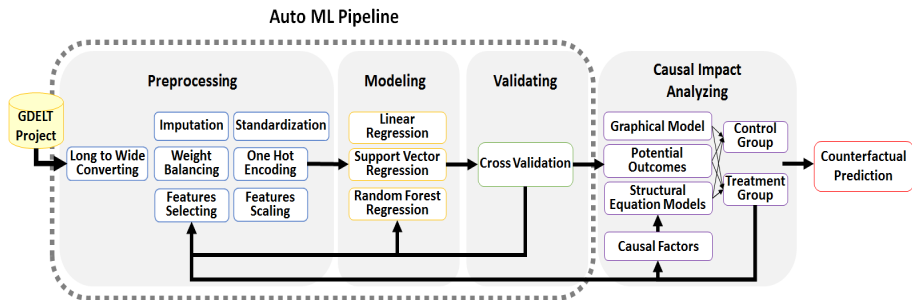 Auto ML Pipeline
GDELT
Project
Preprocessing
Imputation
Standardization
Long to Wide
Converting
Weight
Balancing
One Hot
Encoding
Features
Selecting
Features
Scaling
Modeling
Linear
Regression
Support Vector
Regression
Random Forest
Regression
Validating
Cross Validation
Causal Impact
Analyzing
Graphical Model
Potential
Outcomes
Structural
Equation Models
Causal Factors
Control
Group
Treatment
Group
Counterfactual
Prediction